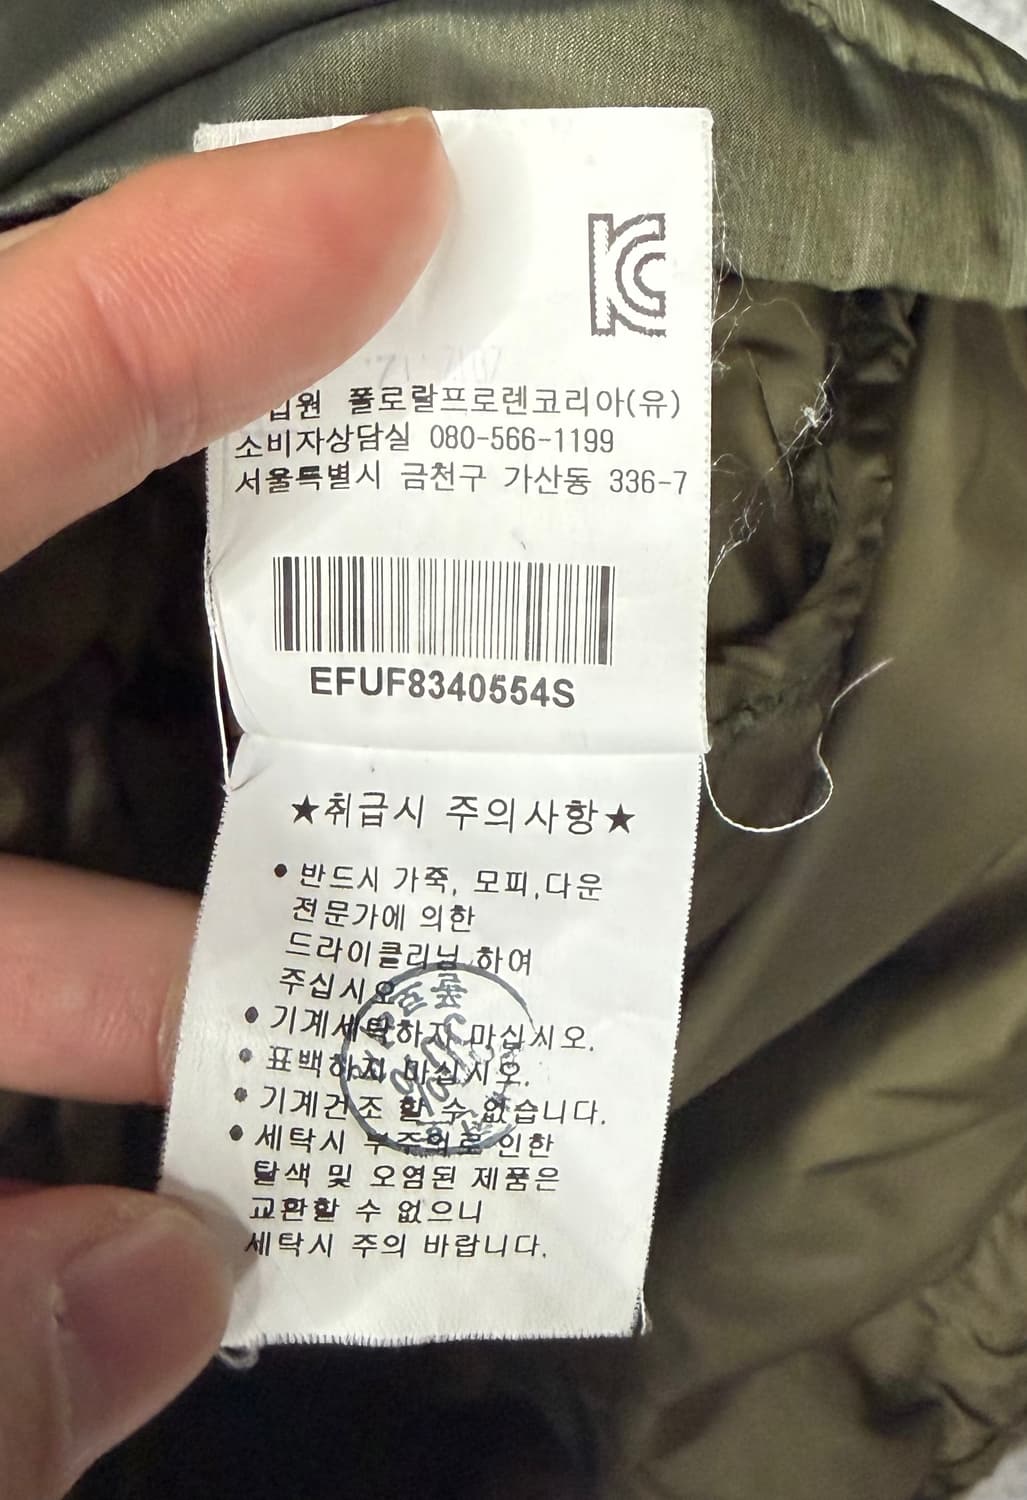 KC
입원 폴로랄프로렌코리아(유)
소비자상담실 080-566-1199
서울특별시 금천구 가산동 336-7
EFUF8340554S
★취급시 주의사항★
● 반드시 가죽, 모피,다운
전문가에 의한
드라이클리닝 하여
주십시오
● 기계세탁하지 마십시오.
● 표백하지 마십시오.
● 기계건조 할 수 없습니다.
● 세탁시 부주의로 인한
탈색 및 오염된 제품은
교환할 수 없으니
세탁시 주의 바랍니다.